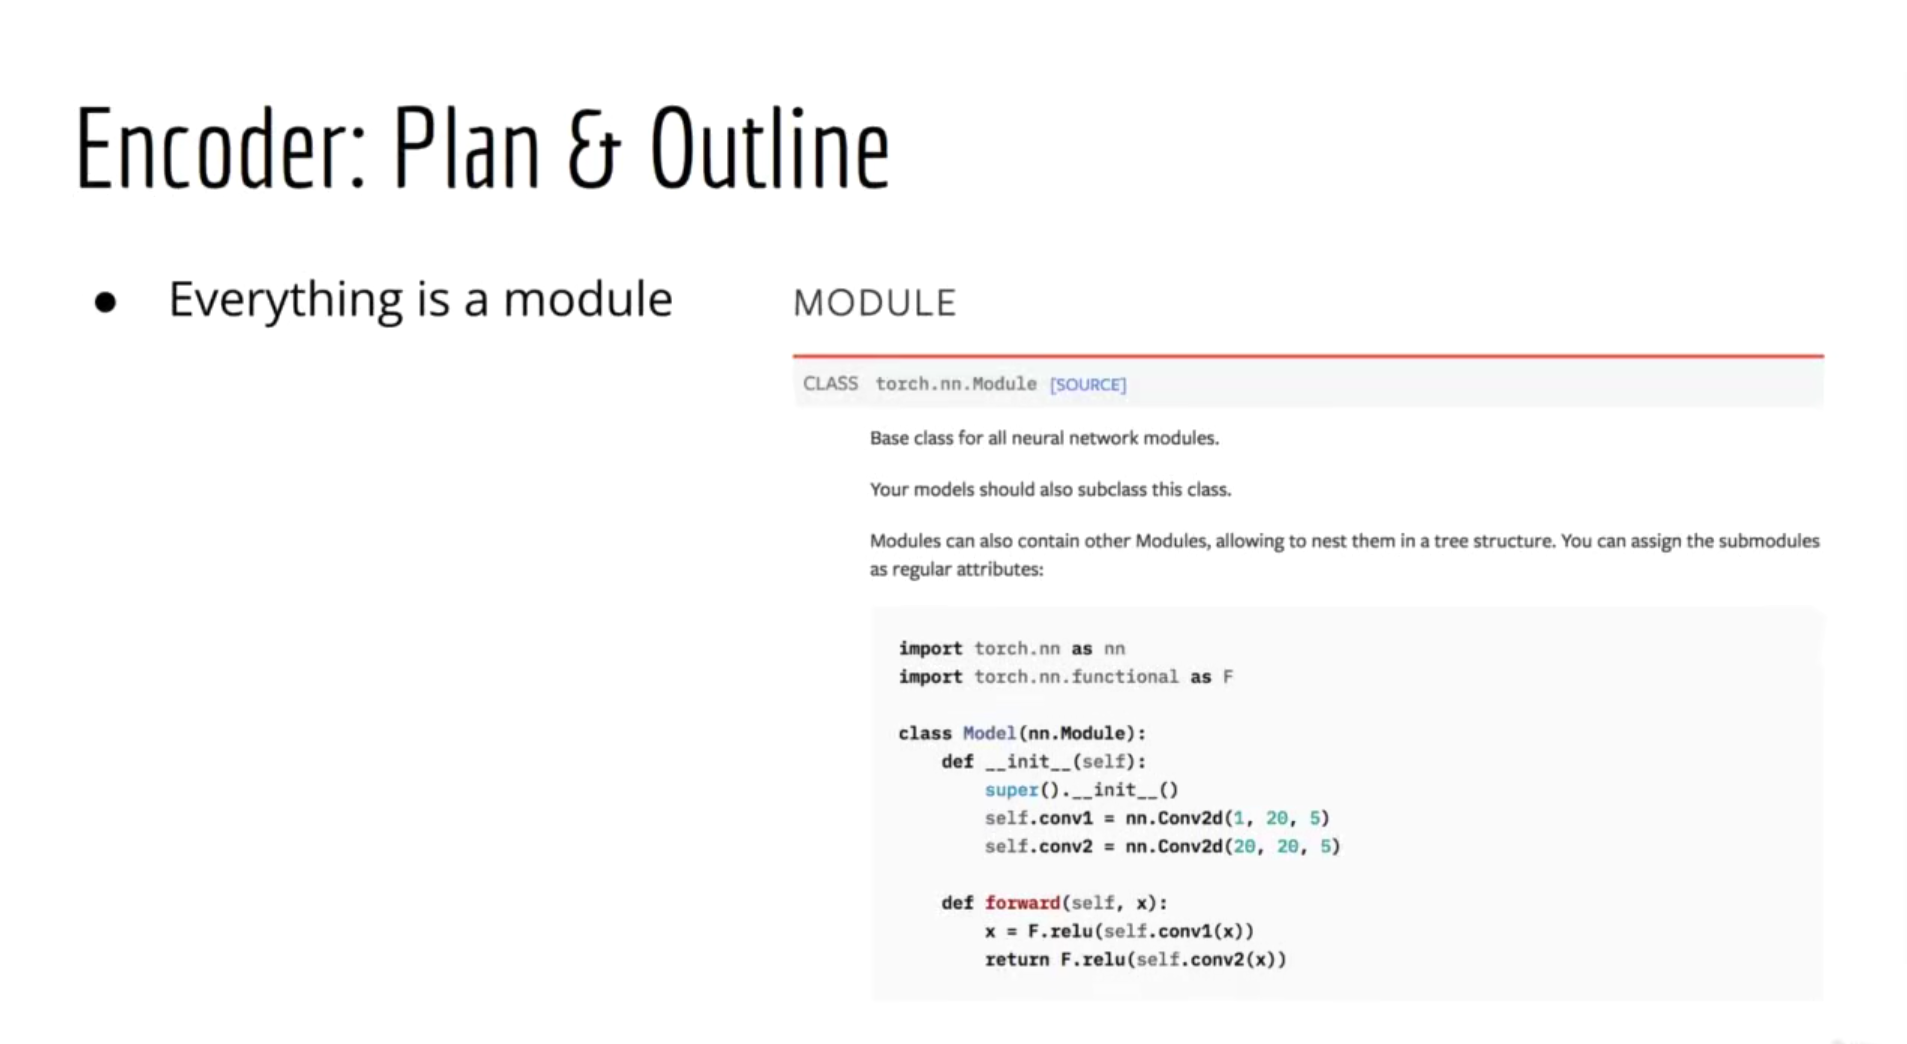 Encoder: Plan & Outline
● Everything is a module
MODULE
CLASS torch.nn.Module [SOURCE]
Base class for all neural network modules.
Your models should also subclass this class.
Modules can also contain other Modules, allowing to nest them in a tree structure. You can assign the submodules
as regular attributes:
import torch.nn as nn
import torch.nn.functional as F
class Model(nn.Module):
    def __init__(self):
        super().__init__()
        self.conv1 = nn.Conv2d(1, 20, 5)
        self.conv2 = nn.Conv2d(20, 20, 5)
    def forward(self, x):
        x = F.relu(self.conv1(x))
        return F.relu(self.conv2(x))